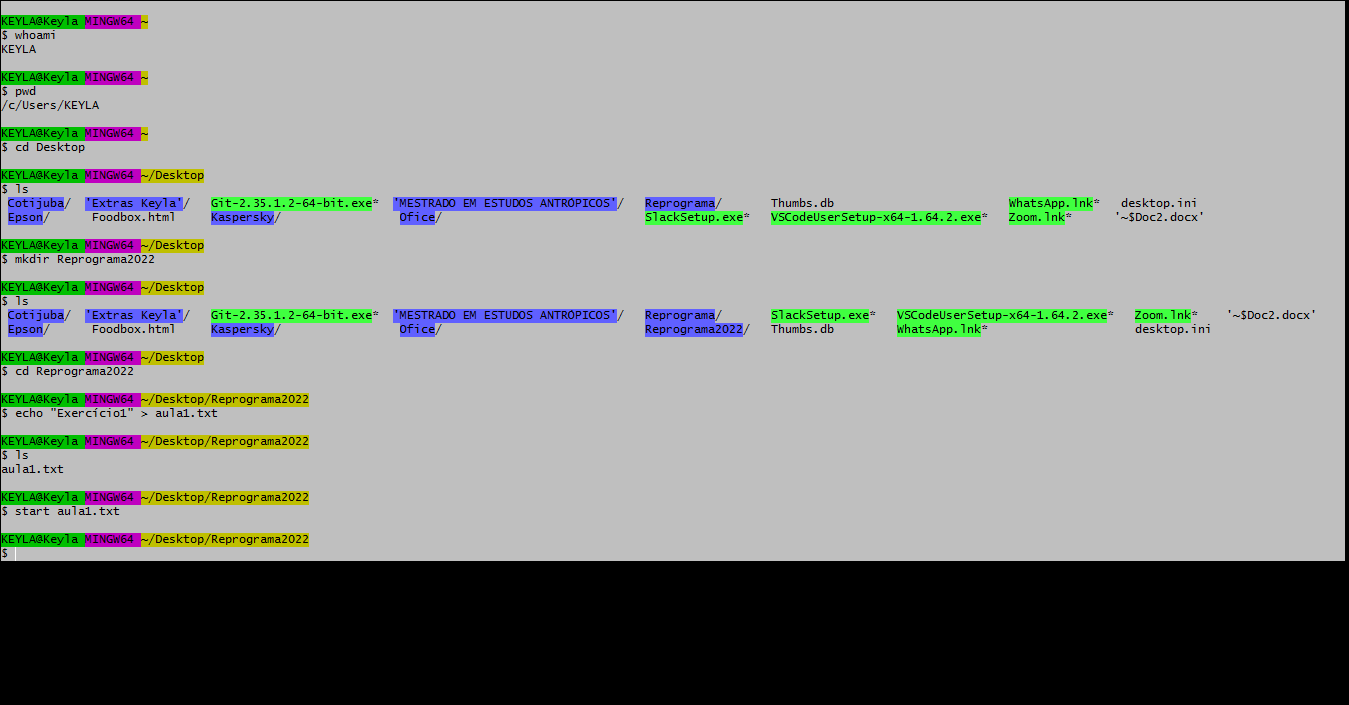 KEYLA@Keyla MINGW64 ~
$ whoami
KEYLA
KEYLA@Keyla MINGW64 ~
$ pwd
/c/Users/KEYLA
KEYLA@Keyla MINGW64 ~
$ cd Desktop
KEYLA@Keyla MINGW64 ~/Desktop
$ ls
Cotijuba/ 'Extras Keyla'/ Git-2.35.1.2-64-bit.exe* 'MESTRADO EM ESTUDOS ANTRÓPICOS'/ Reprograma/ Thumbs.db WhatsApp.lnk* desktop.ini
Epson/ Foodbox.html Kaspersky/ Ofice/ SlackSetup.exe* VSCodeUserSetup-x64-1.64.2.exe* Zoom.lnk* '~$Doc2.docx'
KEYLA@Keyla MINGW64 ~/Desktop
$ mkdir Reprograma2022
KEYLA@Keyla MINGW64 ~/Desktop
$ ls
Cotijuba/ 'Extras Keyla'/ Git-2.35.1.2-64-bit.exe* 'MESTRADO EM ESTUDOS ANTRÓPICOS'/ Reprograma/ SlackSetup.exe* VSCodeUserSetup-x64-1.64.2.exe* Zoom.lnk* '~$Doc2.docx'
Epson/ Foodbox.html Kaspersky/ Ofice/ Reprograma2022/ Thumbs.db WhatsApp.lnk* desktop.ini
KEYLA@Keyla MINGW64 ~/Desktop
$ cd Reprograma2022
KEYLA@Keyla MINGW64 ~/Desktop/Reprograma2022
$ echo "Exercício1" > aula1.txt
KEYLA@Keyla MINGW64 ~/Desktop/Reprograma2022
$ ls
aula1.txt
KEYLA@Keyla MINGW64 ~/Desktop/Reprograma2022
$ start aula1.txt
KEYLA@Keyla MINGW64 ~/Desktop/Reprograma2022
$